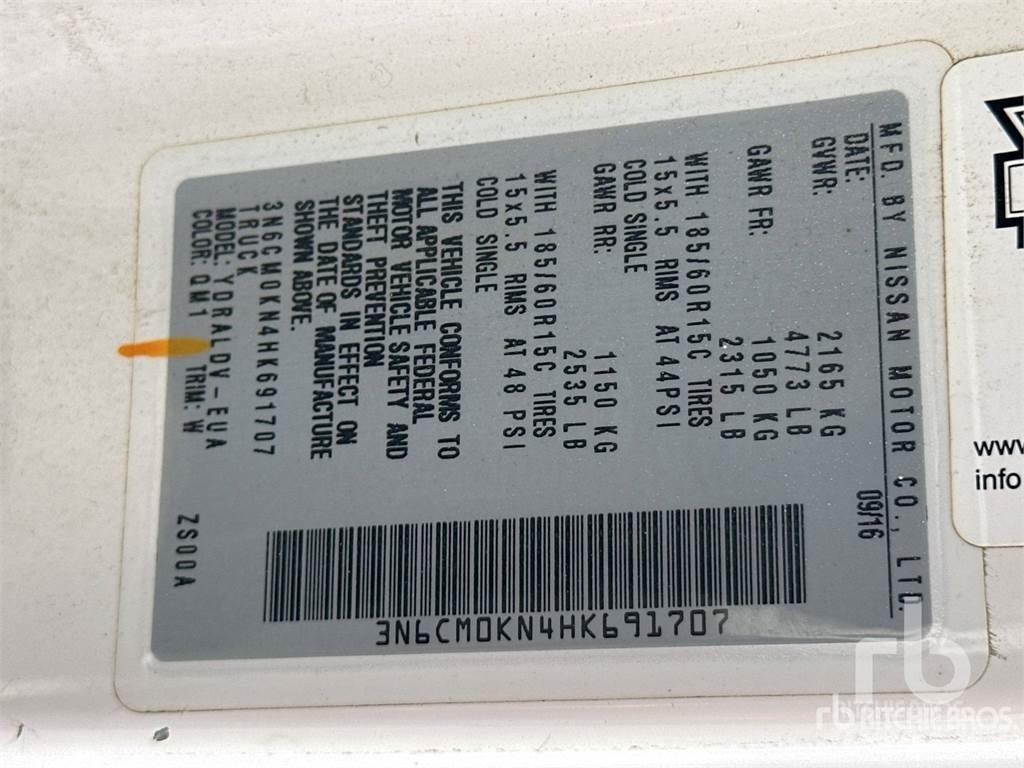 MFD. BY NISSAN MOTOR CO., LTD.
DATE: 09/16
GVWR: 2165 KG
4773 LB
GAWR FR: 1050 KG
2315 LB
WITH 185/60R15C TIRES
15x5.5 RIMS AT 44PSI
COLD SINGLE
GAWR RR: 1150 KG
2535 LB
WITH 185/60R15C TIRES
15x5.5 RIMS AT 48 PSI
COLD SINGLE
THIS VEHICLE CONFORMS TO
ALL APPLICABLE FEDERAL
MOTOR VEHICLE SAFETY AND
THEFT PREVENTION
STANDARDS IN EFFECT ON
THE DATE OF MANUFACTURE
SHOWN ABOVE.
3N6CM0KN4HK691707
TRUCK
MODEL: YDRALDV-EUA
COLOR: QM1 TRIM: W ZS00A
3N6CM0KN4HK691707
www
info
rb
rb RITCHIE BROS.